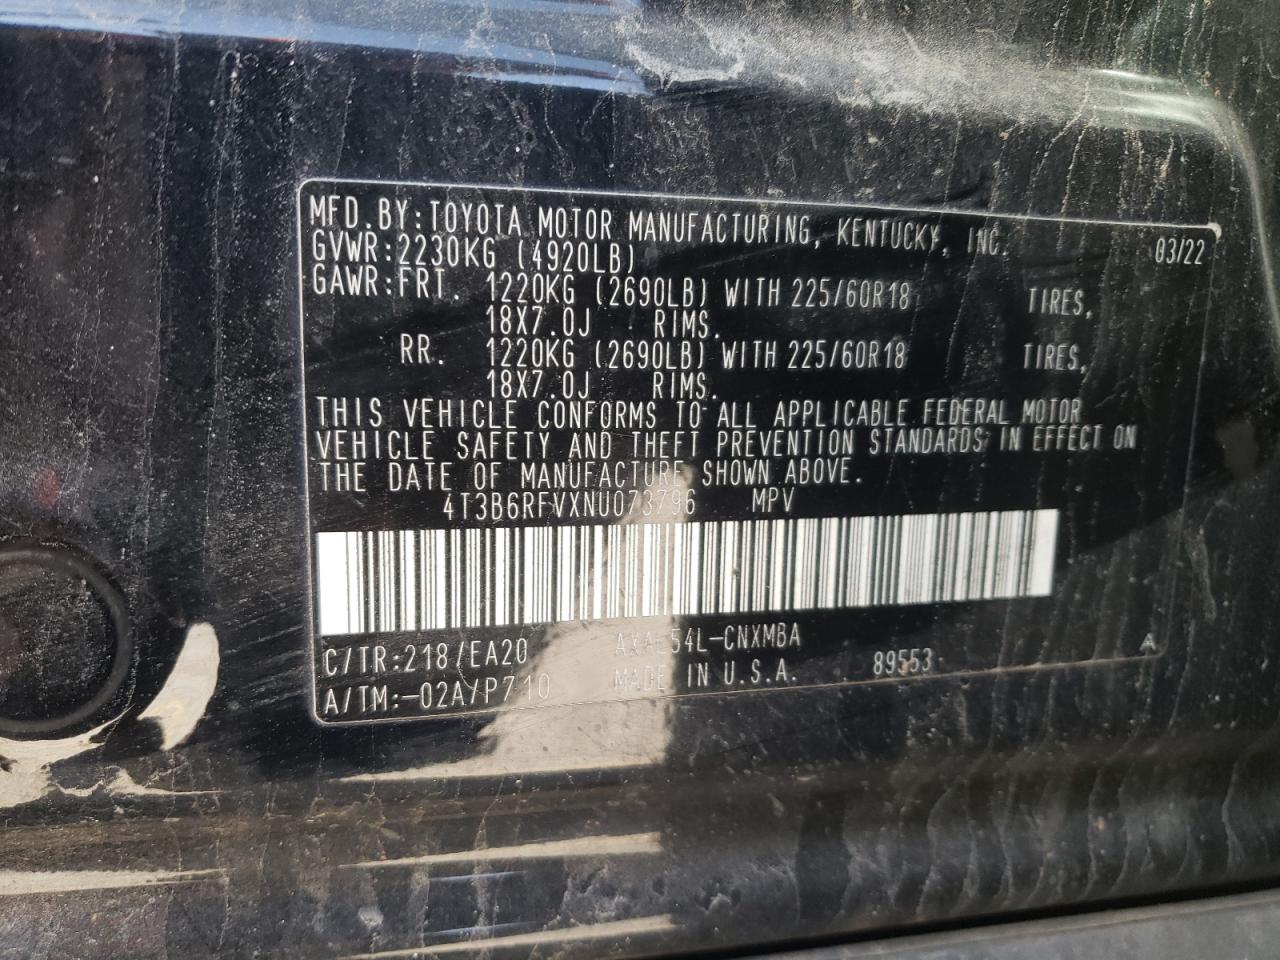 MFD.BY:TOYOTA MOTOR MANUFACTURING, KENTUCKY, INC. 03/22
GVWR:2230KG (4920LB)
GAWR:FRT. 1220KG (2690LB) WITH 225/60R18 TIRES,
18X7.0J RIMS.
RR. 1220KG (2690LB) WITH 225/60R18 TIRES,
18X7.0J RIMS.
THIS VEHICLE CONFORMS TO ALL APPLICABLE FEDERAL MOTOR
VEHICLE SAFETY AND THEFT PREVENTION STANDARDS IN EFFECT ON
THE DATE OF MANUFACTURE SHOWN ABOVE.
4T3B6RFVXNU073796 MPV
C/TR:218/EA20 AXAL54L-CNXMBA A
A/TM:-02A/P710 MADE IN U.S.A. 89553